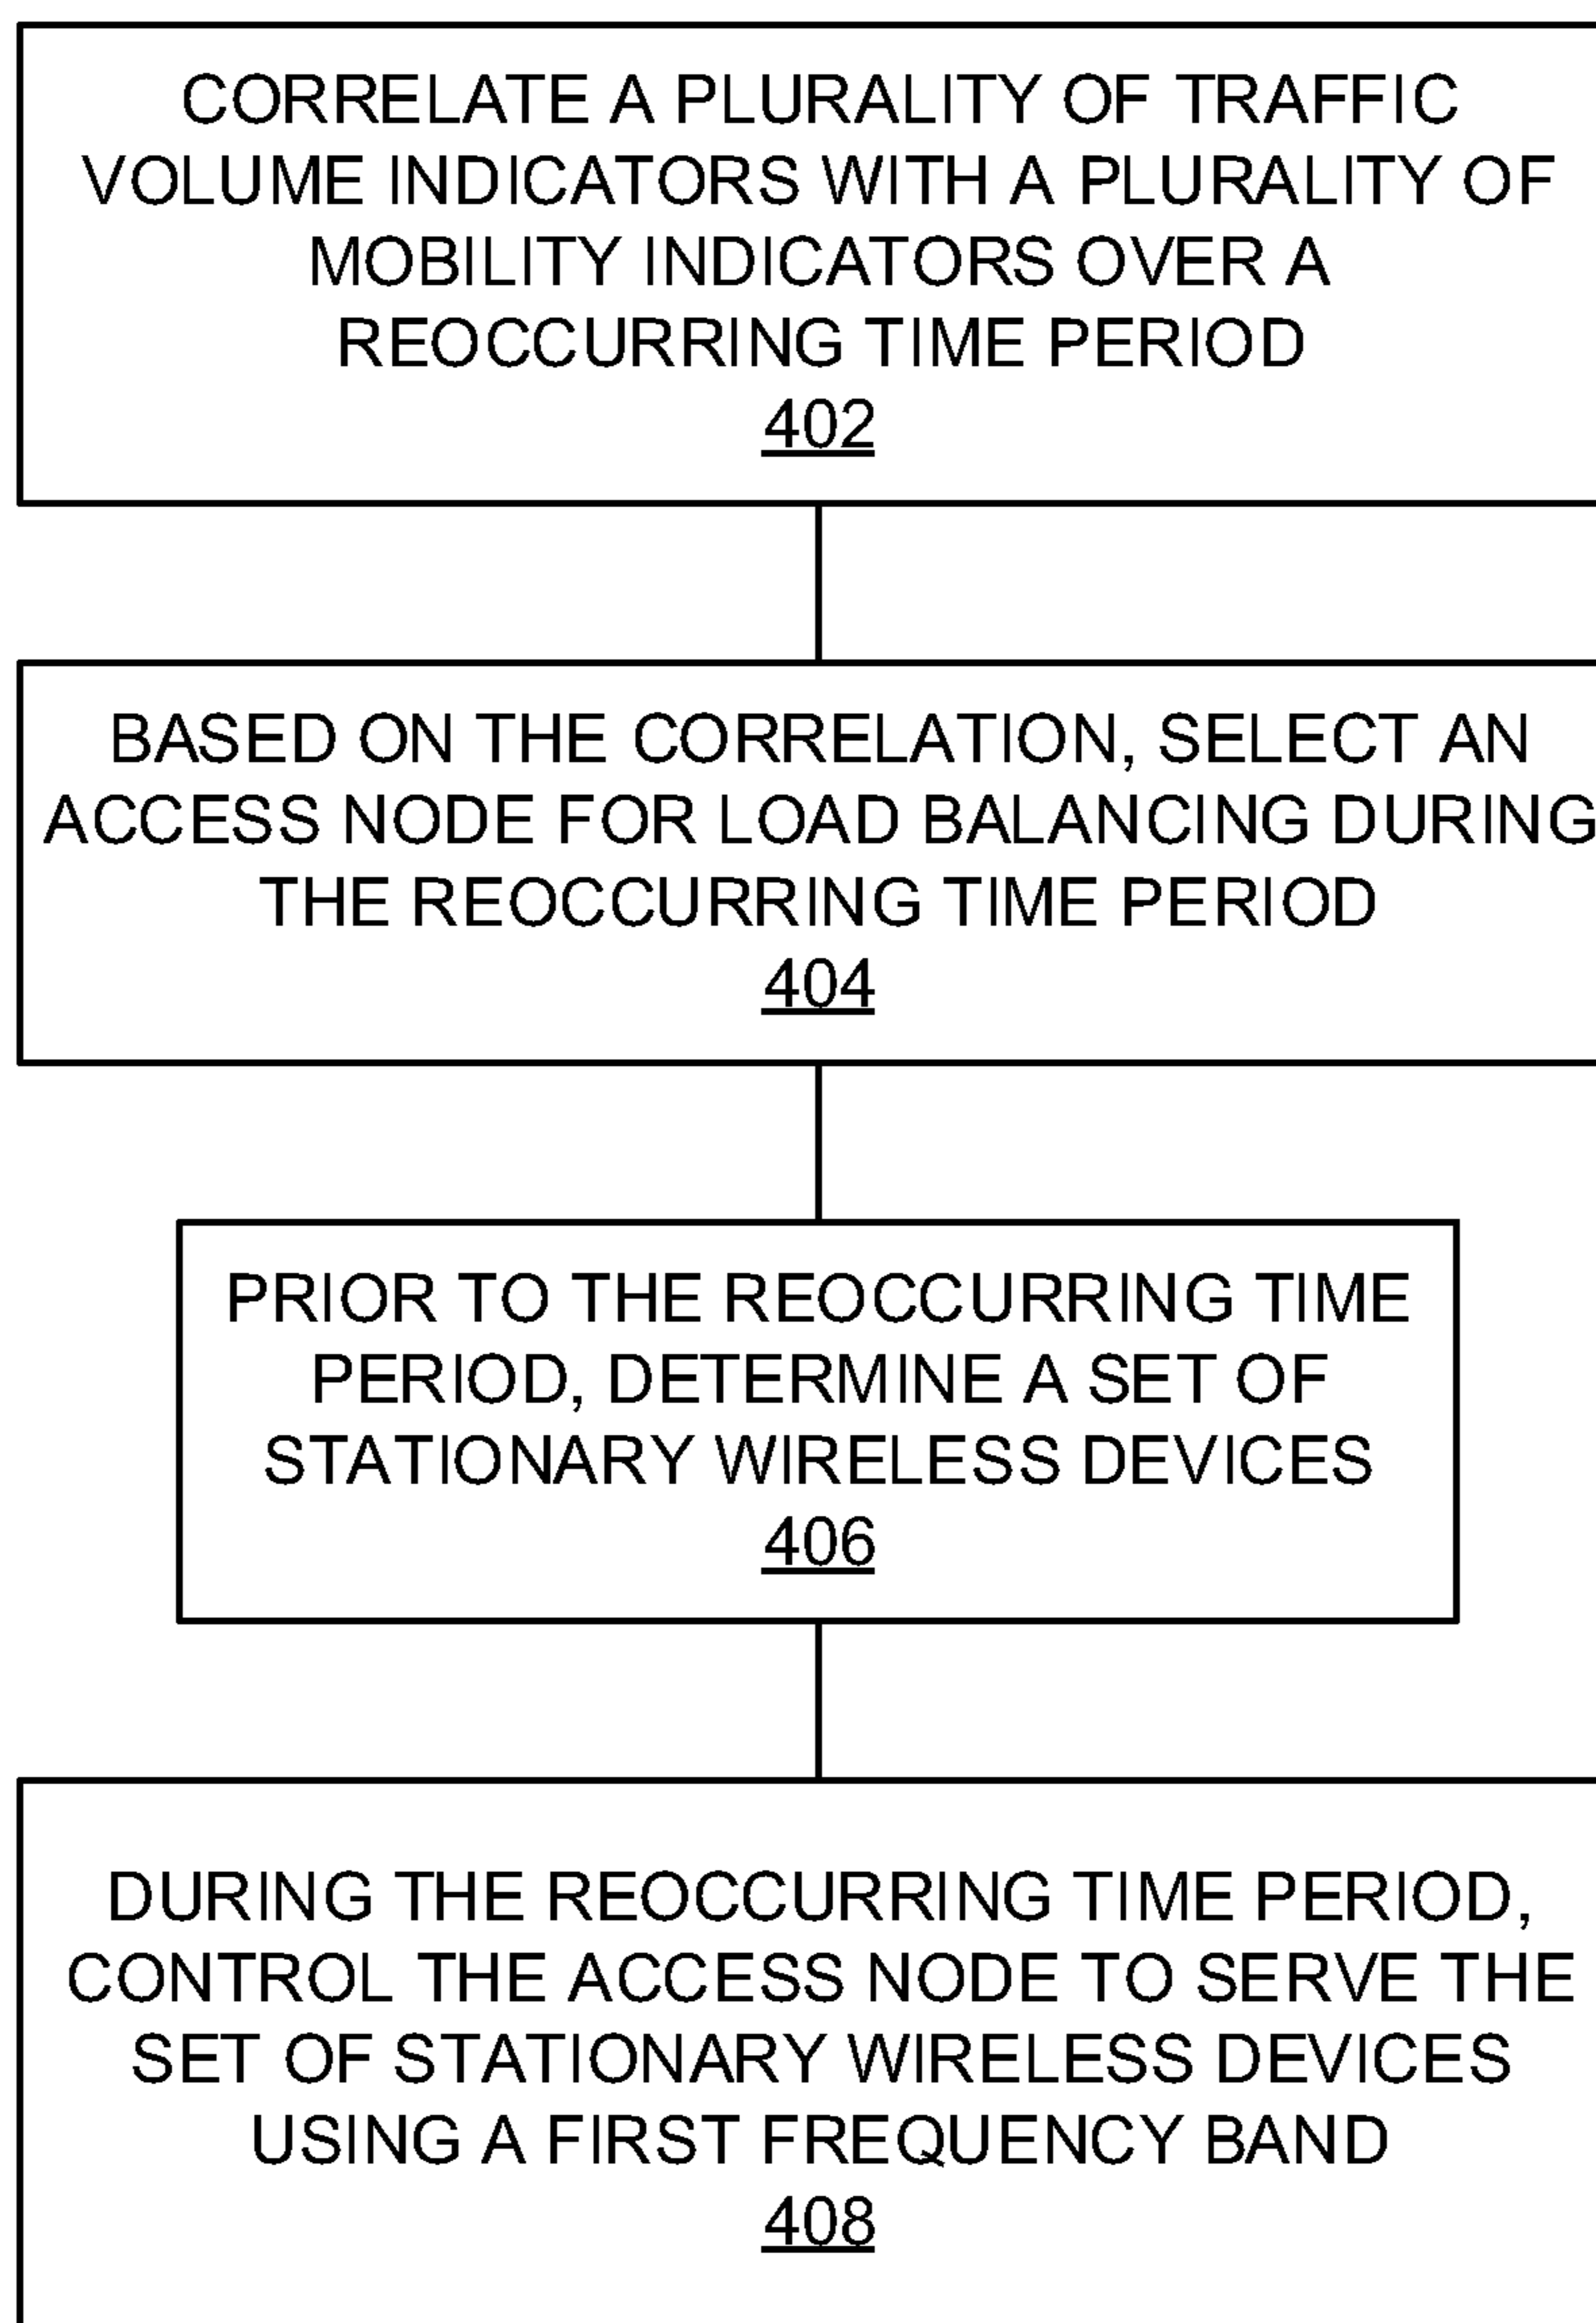 CORRELATE A PLURALITY OF TRAFFIC
VOLUME INDICATORS WITH A PLURALITY OF
MOBILITY INDICATORS OVER A
REOCCURRING TIME PERIOD
402
BASED ON THE CORRELATION, SELECT AN
ACCESS NODE FOR LOAD BALANCING DURING
THE REOCCURRING TIME PERIOD
404
PRIOR TO THE REOCCURRING TIME
PERIOD, DETERMINE A SET OF
STATIONARY WIRELESS DEVICES
406
DURING THE REOCCURRING TIME PERIOD,
CONTROL THE ACCESS NODE TO SERVE THE
SET OF STATIONARY WIRELESS DEVICES
USING A FIRST FREQUENCY BAND
408